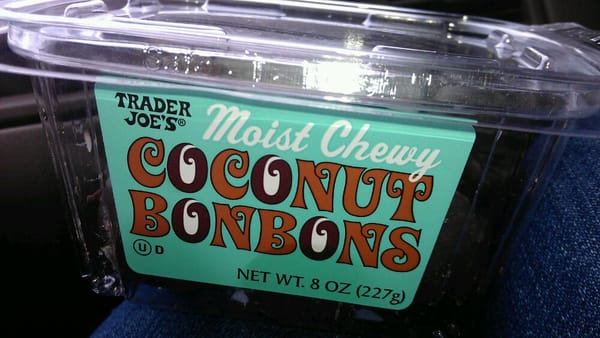 TRADER
JOE'S®
Moist Chewy
COCONUT
BONBONS
U D
NET WT. 8 OZ (227g)